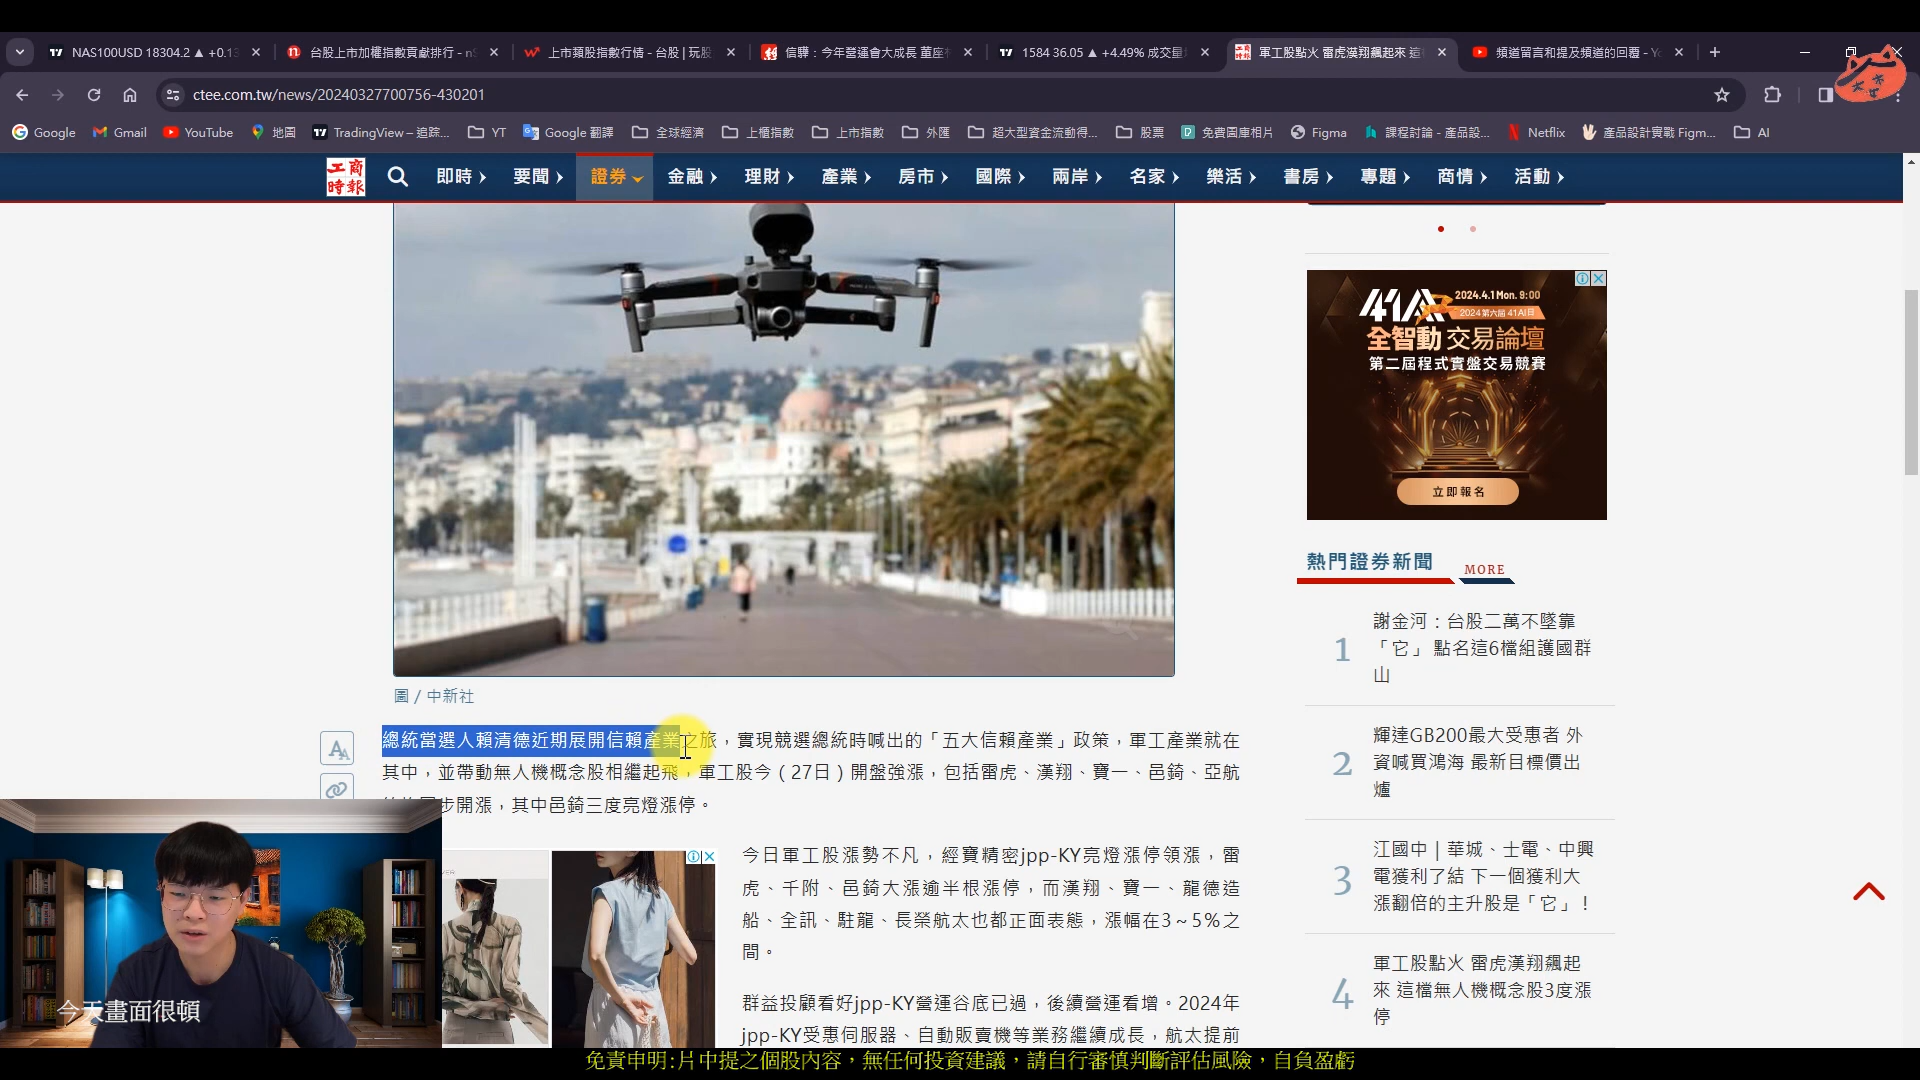 NAS100USD 18304.2 ▲ +0.13
台股上市加權指數貢獻排行 - nS
上市類股指數行情 - 台股 | 玩股
信驊：今年營運會大成長 董座
1584 36.05 ▲ +4.49% 成交量
軍工股點火 雷虎漢翔飆起來 這
頻道留言和提及頻道的回覆 - Yo
ctee.com.tw/news/20240327700756-430201
Google
Gmail
YouTube
地圖
TradingView – 追踪...
YT
Google 翻譯
全球經濟
上櫃指數
上市指數
外匯
超大型資金流動得...
股票
免費圖庫相片
Figma
課程討論 - 產品設...
Netflix
產品設計實戰 Figm...
AI
工商時報
即時
要聞
證券
金融
理財
產業
房市
國際
兩岸
名家
樂活
書房
專題
商情
活動
2024.4.1 Mon. 9:00
2024 第六屆 41AI日
全智動 交易論壇
第二屆程式實盤交易競賽
立即報名
圖 / 中新社
總統當選人賴清德近期展開信賴產業之旅，實現競選總統時喊出的「五大信賴產業」政策，軍工產業就在
其中，並帶動無人機概念股相繼起飛，軍工股今（27日）開盤強漲，包括雷虎、漢翔、寶一、邑錡、亞航
步開漲，其中邑錡三度亮燈漲停。
今日軍工股漲勢不凡，經寶精密jpp-KY亮燈漲停領漲，雷
虎、千附、邑錡大漲逾半根漲停，而漢翔、寶一、龍德造
船、全訊、駐龍、長榮航太也都正面表態，漲幅在3～5%之
間。
群益投顧看好jpp-KY營運谷底已過，後續營運看增。2024年
jpp-KY受惠伺服器、自動販賣機等業務繼續成長，航太提前
熱門證券新聞
MORE
1
謝金河：台股二萬不墜靠
「它」 點名這6檔組護國群
山
2
輝達GB200最大受惠者 外
資喊買鴻海 最新目標價出
爐
3
江國中｜華城、士電、中興
電獲利了結 下一個獲利大
漲翻倍的主升股是「它」！
4
軍工股點火 雷虎漢翔飆起
來 這檔無人機概念股3度漲
停
今天畫面很頓
免責申明:片中提之個股內容，無任何投資建議，請自行審慎判斷評估風險，自負盈虧